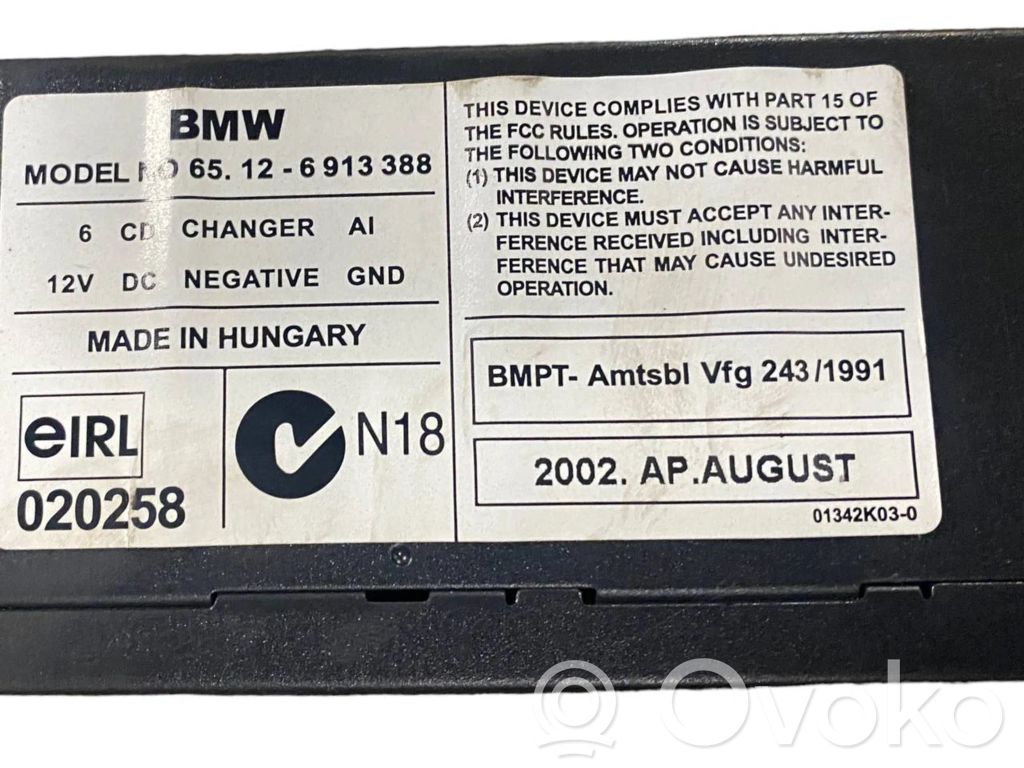 BMW
MODEL NO 65. 12 - 6 913 388
6 CD CHANGER AI
12V DC NEGATIVE GND
MADE IN HUNGARY
eIRL
020258
N18
THIS DEVICE COMPLIES WITH PART 15 OF
THE FCC RULES. OPERATION IS SUBJECT TO
THE FOLLOWING TWO CONDITIONS:
(1) THIS DEVICE MAY NOT CAUSE HARMFUL
INTERFERENCE.
(2) THIS DEVICE MUST ACCEPT ANY INTER-
FERENCE RECEIVED INCLUDING INTER-
FERENCE THAT MAY CAUSE UNDESIRED
OPERATION.
BMPT- Amtsbl Vfg 243/1991
2002. AP.AUGUST
01342K03-0
Ovoko